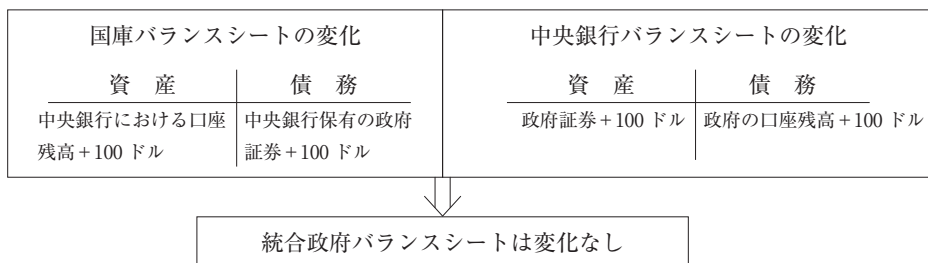 国庫バランスシートの変化
資 産
債 務
中央銀行における口座
残高+100 ドル
中央銀行保有の政府
証券+100 ドル
中央銀行バランスシートの変化
資 産
債 務
政府証券+100 ドル
政府の口座残高+100 ドル
統合政府バランスシートは変化なし